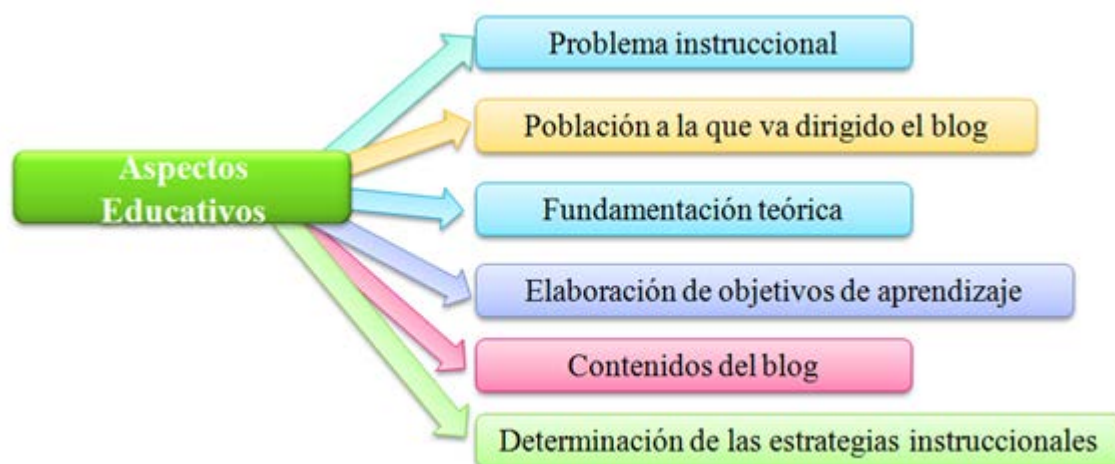 Aspectos
Educativos
Problema instruccional
Población a la que va dirigido el blog
Fundamentación teórica
Elaboración de objetivos de aprendizaje
Contenidos del blog
Determinación de las estrategias instruccionales